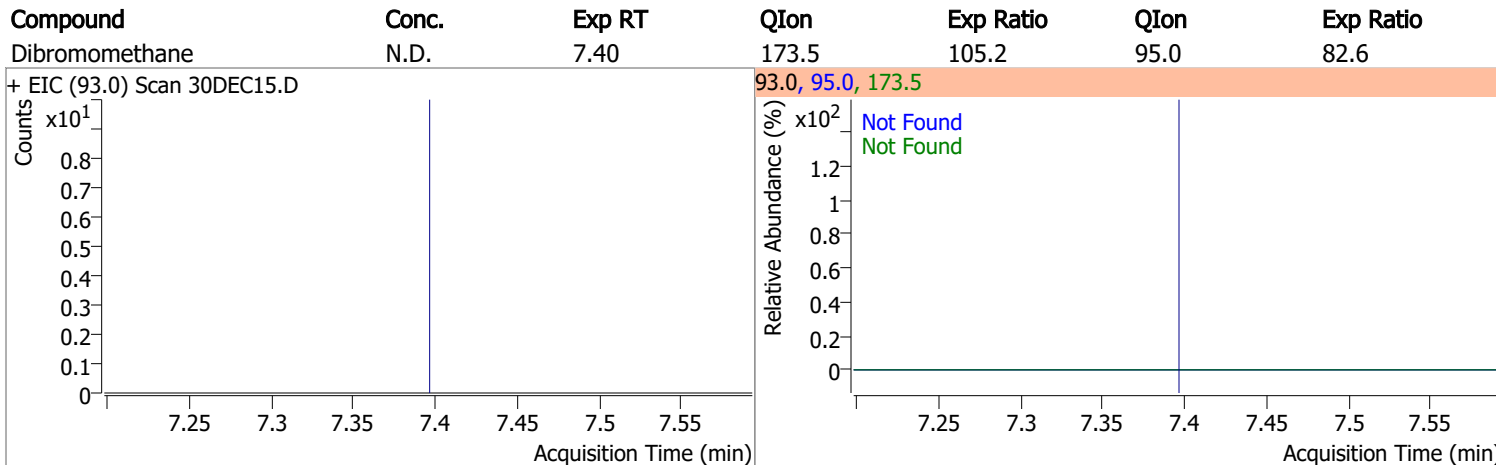 Compound Conc. Exp RT QIon Exp Ratio QIon Exp Ratio
Dibromomethane N.D. 7.40 173.5 105.2 95.0 82.6
+ EIC (93.0) Scan 30DEC15.D
Counts
x10¹
0.8
0.7
0.6
0.5
0.4
0.3
0.2
0.1
0
7.25 7.3 7.35 7.4 7.45 7.5 7.55
Acquisition Time (min)
93.0, 95.0, 173.5
Relative Abundance (%)
x10²
Not Found
Not Found
1.2
1
0.8
0.6
0.4
0.2
0
7.25 7.3 7.35 7.4 7.45 7.5 7.55
Acquisition Time (min)